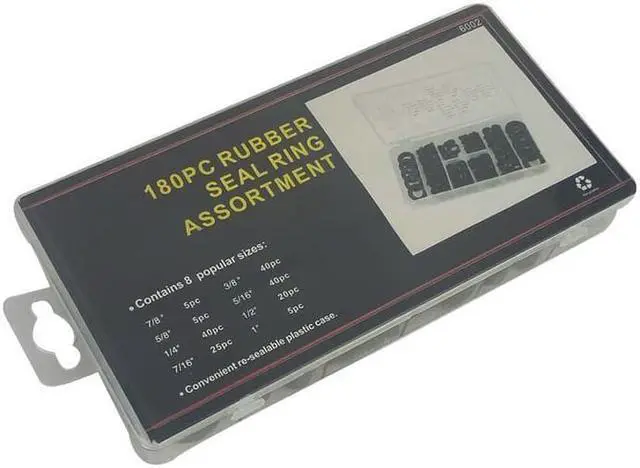 6002
180PC RUBBER
SEAL RING
ASSORTMENT
• Contains 8 popular sizes:
7/8" 5pc 3/8" 40pc
5/8" 5pc 5/16" 40pc
1/4" 40pc 1/2" 20pc
7/16" 25pc 1" 5pc
• Convenient re-sealable plastic case.